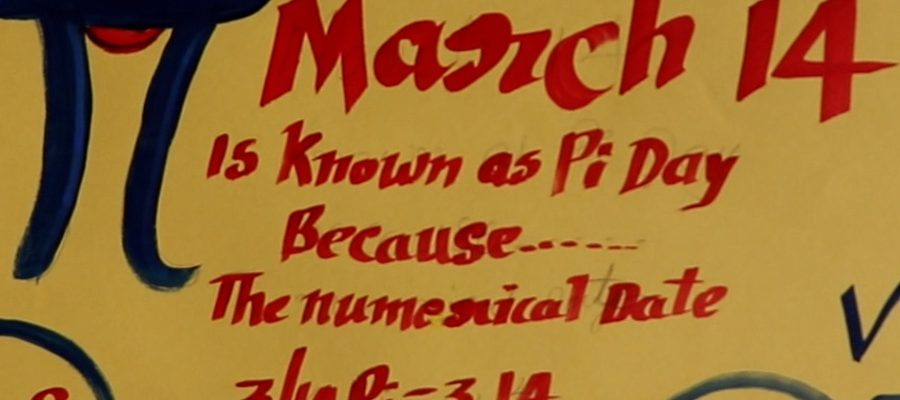 March 14
Is Known as Pi Day
Because......
The numerical Date